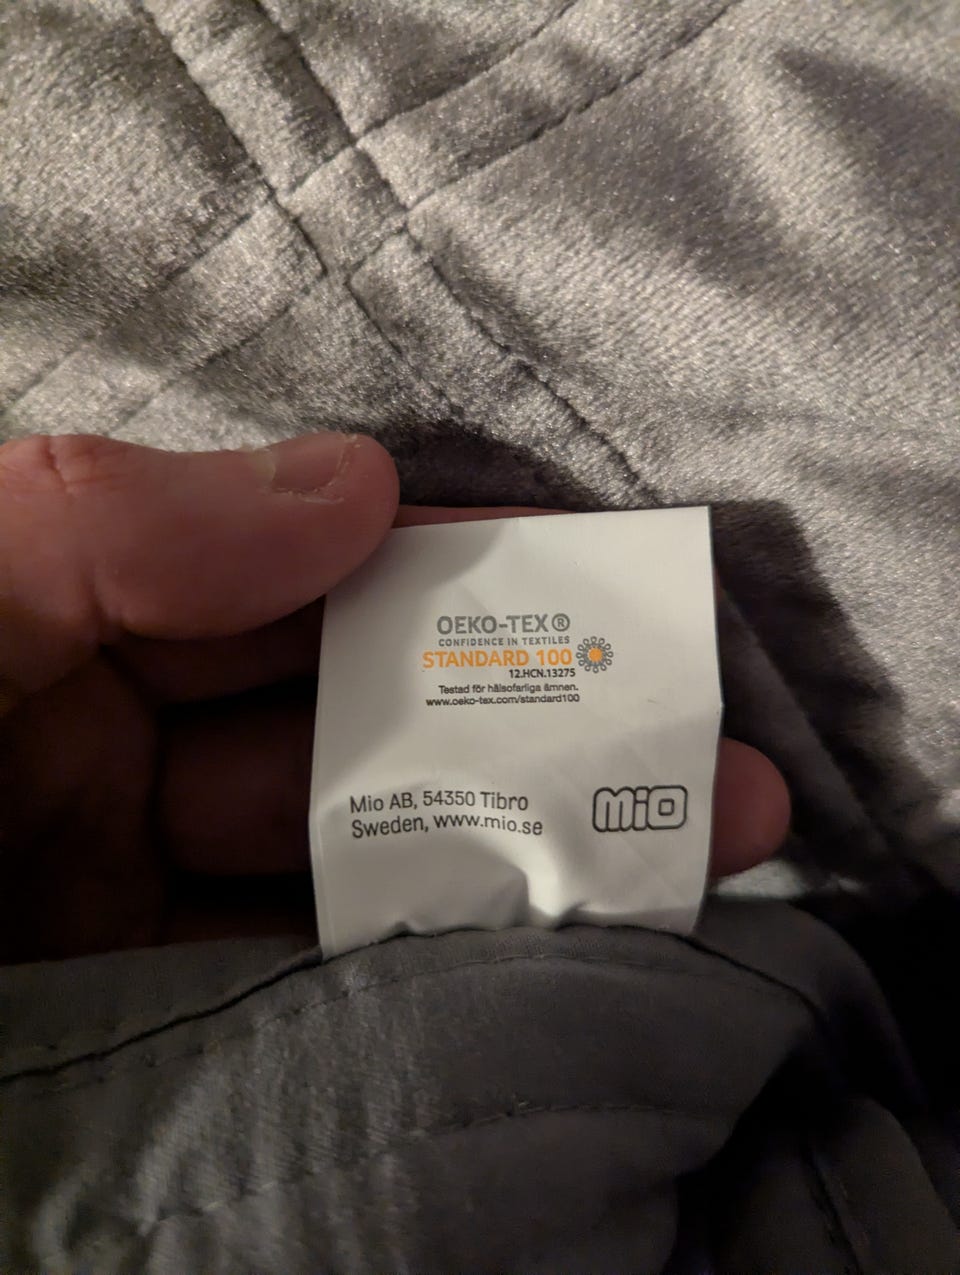 OEKO-TEX®
CONFIDENCE IN TEXTILES
STANDARD 100
12.HCN.13275
Testad för hälsofarliga ämnen.
www.oeko-tex.com/standard100
Mio AB, 54350 Tibro
Sweden, www.mio.se
mio